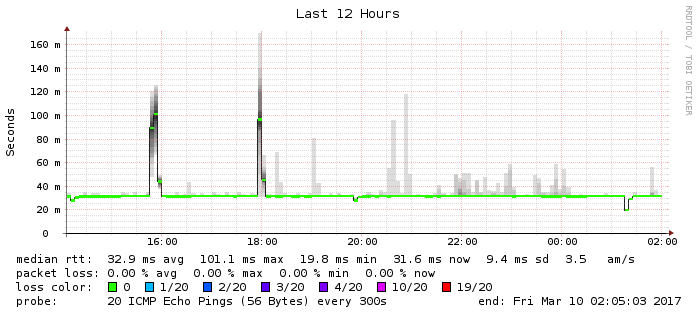 Last 12 Hours
RRDTOOL / TOBI OETIKER
Seconds
160 m
140 m
120 m
100 m
80 m
60 m
40 m
20 m
0
16:00 18:00 20:00 22:00 00:00 02:00
median rtt: 32.9 ms avg 101.1 ms max 19.8 ms min 31.6 ms now 9.4 ms sd 3.5 am/s
packet loss: 0.00 % avg 0.00 % max 0.00 % min 0.00 % now
loss color: 0 1/20 2/20 3/20 4/20 10/20 19/20
probe: 20 ICMP Echo Pings (56 Bytes) every 300s end: Fri Mar 10 02:05:03 2017